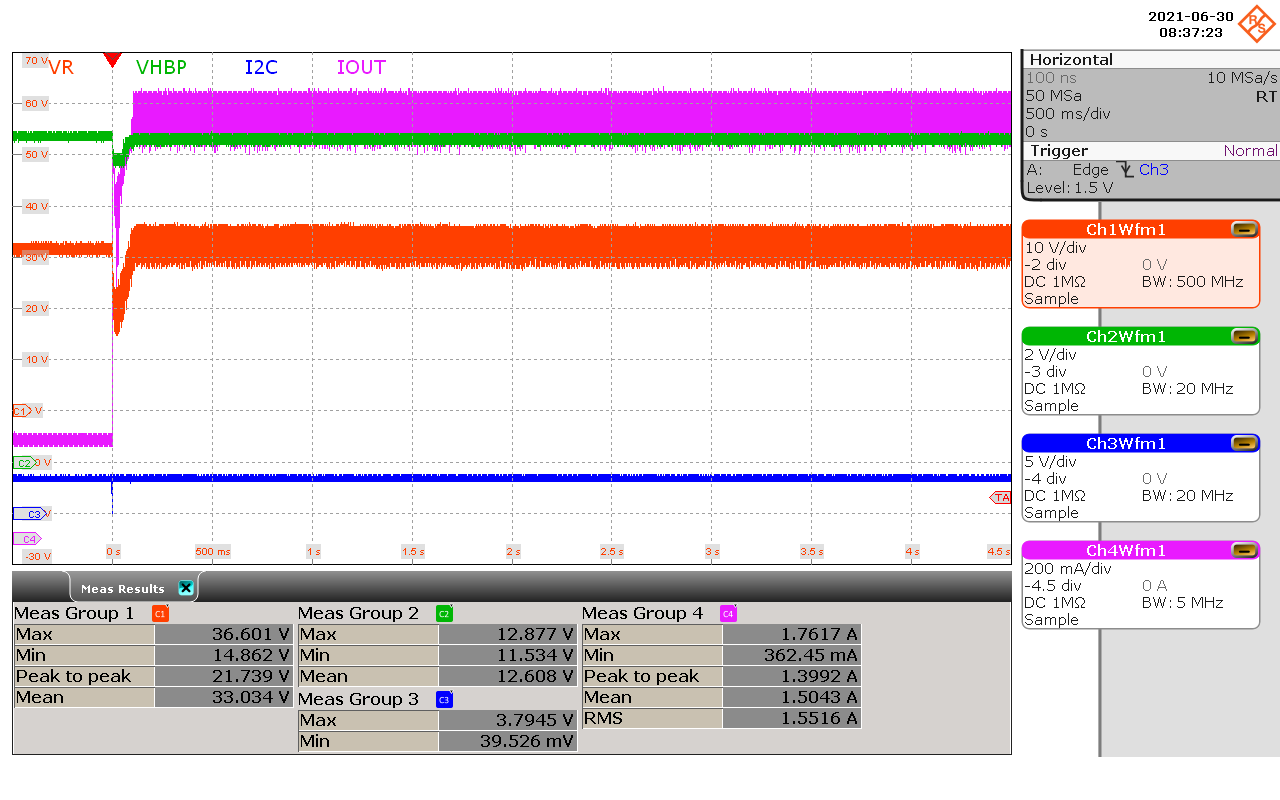 2021-06-30
R S
08:37:23
70 V
VR
VHBP
I2C
IOUT
60 V
50 V
40 V
30 V
20 V
10 V
C1
V
C2
0 V
C3
V
C4
TA
-30 V
0 s
500 ms
1 s
1.5 s
2 s
2.5 s
3 s
3.5 s
4 s
4.5 s
Horizontal
100 ns 10 MSa/s
50 MSa RT
500 ms/div
0 s
Trigger Normal
A: Edge Ch3
Level: 1.5 V
Ch1Wfm1
10 V/div
-2 div 0 V
DC 1MΩ BW: 500 MHz
Sample
Ch2Wfm1
2 V/div
-3 div 0 V
DC 1MΩ BW: 20 MHz
Sample
Ch3Wfm1
5 V/div
-4 div 0 V
DC 1MΩ BW: 20 MHz
Sample
Ch4Wfm1
200 mA/div
-4.5 div 0 A
DC 1MΩ BW: 5 MHz
Sample
Meas Results
Meas Group 1 C1
Max 36.601 V
Min 14.862 V
Peak to peak 21.739 V
Mean 33.034 V
Meas Group 2 C2
Max 12.877 V
Min 11.534 V
Mean 12.608 V
Meas Group 3 C3
Max 3.7945 V
Min 39.526 mV
Meas Group 4 C4
Max 1.7617 A
Min 362.45 mA
Peak to peak 1.3992 A
Mean 1.5043 A
RMS 1.5516 A